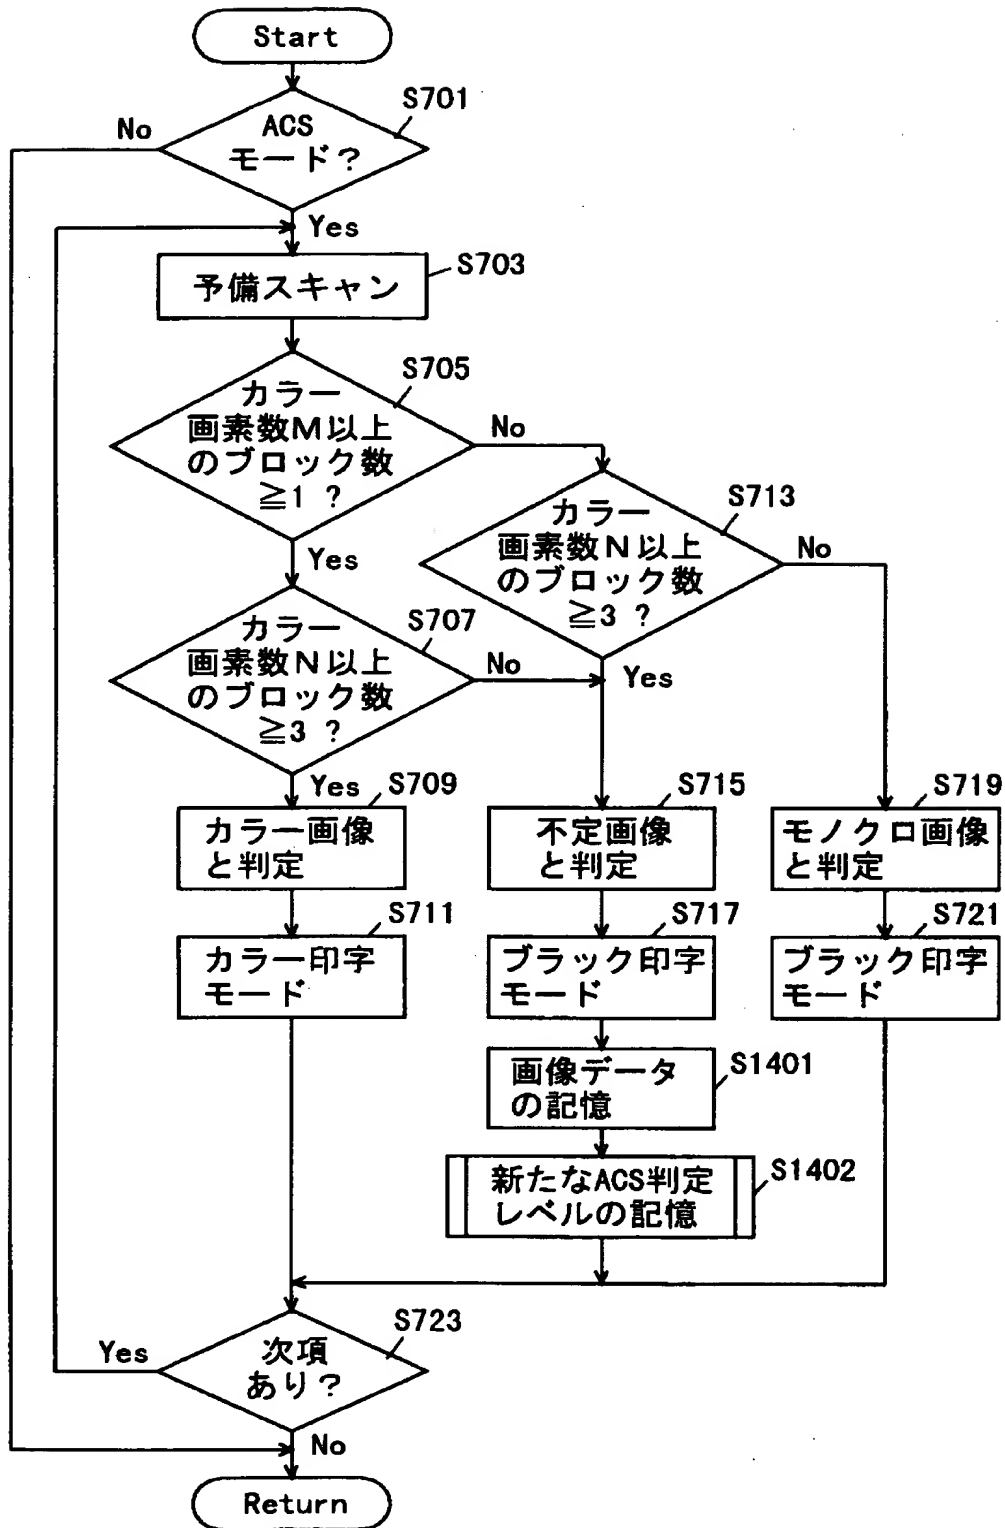 Start
S701
No
ACS
モード?
Yes
S703
予備スキャン
S705
カラー
画素数M以上
のブロック数
≧1 ?
No
Yes
S713
カラー
画素数N以上
のブロック数
≧3 ?
No
Yes
S707
カラー
画素数N以上
のブロック数
≧3 ?
No
Yes
S709
カラー画像
と判定
S715
不定画像
と判定
S719
モノクロ画像
と判定
S711
カラー印字
モード
S717
ブラック印字
モード
S721
ブラック印字
モード
S1401
画像データ
の記憶
S1402
新たなACS判定
レベルの記憶
S723
Yes
次項
あり?
No
Return